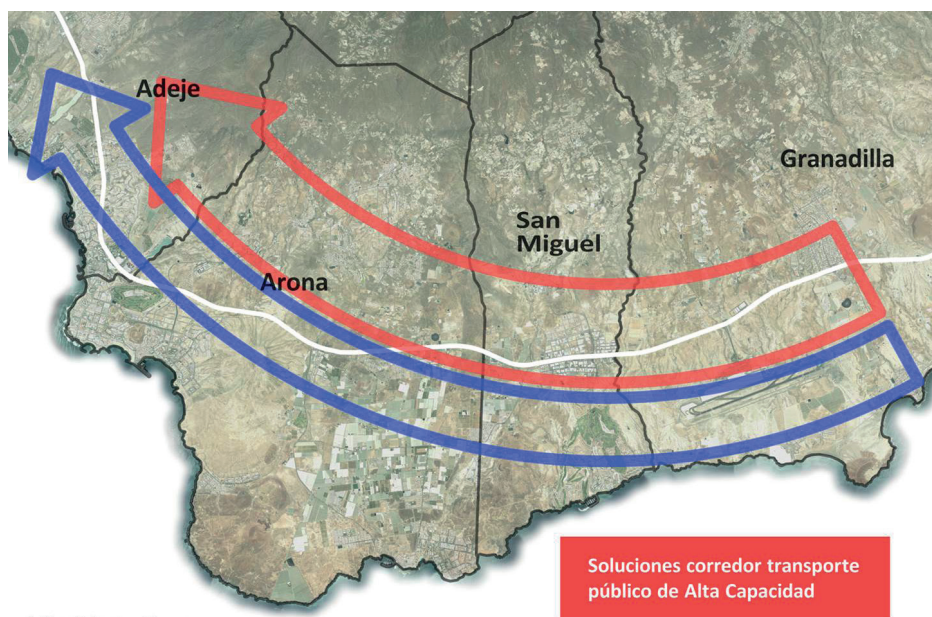 Adeje
Granadilla
San
Miguel
Arona
Soluciones corredor transporte
público de Alta Capacidad